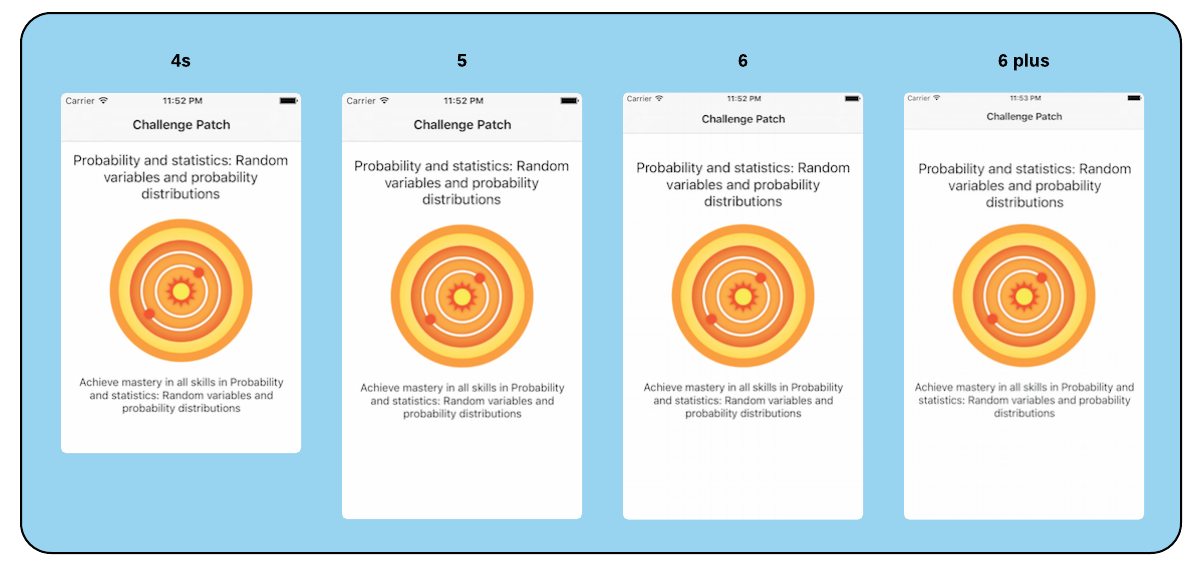 4s
Carrier 11:52 PM
Challenge Patch
Probability and statistics: Random
variables and probability
distributions
Achieve mastery in all skills in Probability
and statistics: Random variables and
probability distributions
5
Carrier 11:52 PM
Challenge Patch
Probability and statistics: Random
variables and probability
distributions
Achieve mastery in all skills in Probability
and statistics: Random variables and
probability distributions
6
Carrier 11:52 PM
Challenge Patch
Probability and statistics: Random
variables and probability
distributions
Achieve mastery in all skills in Probability
and statistics: Random variables and
probability distributions
6 plus
Carrier 11:53 PM
Challenge Patch
Probability and statistics: Random
variables and probability
distributions
Achieve mastery in all skills in Probability and
statistics: Random variables and probability
distributions